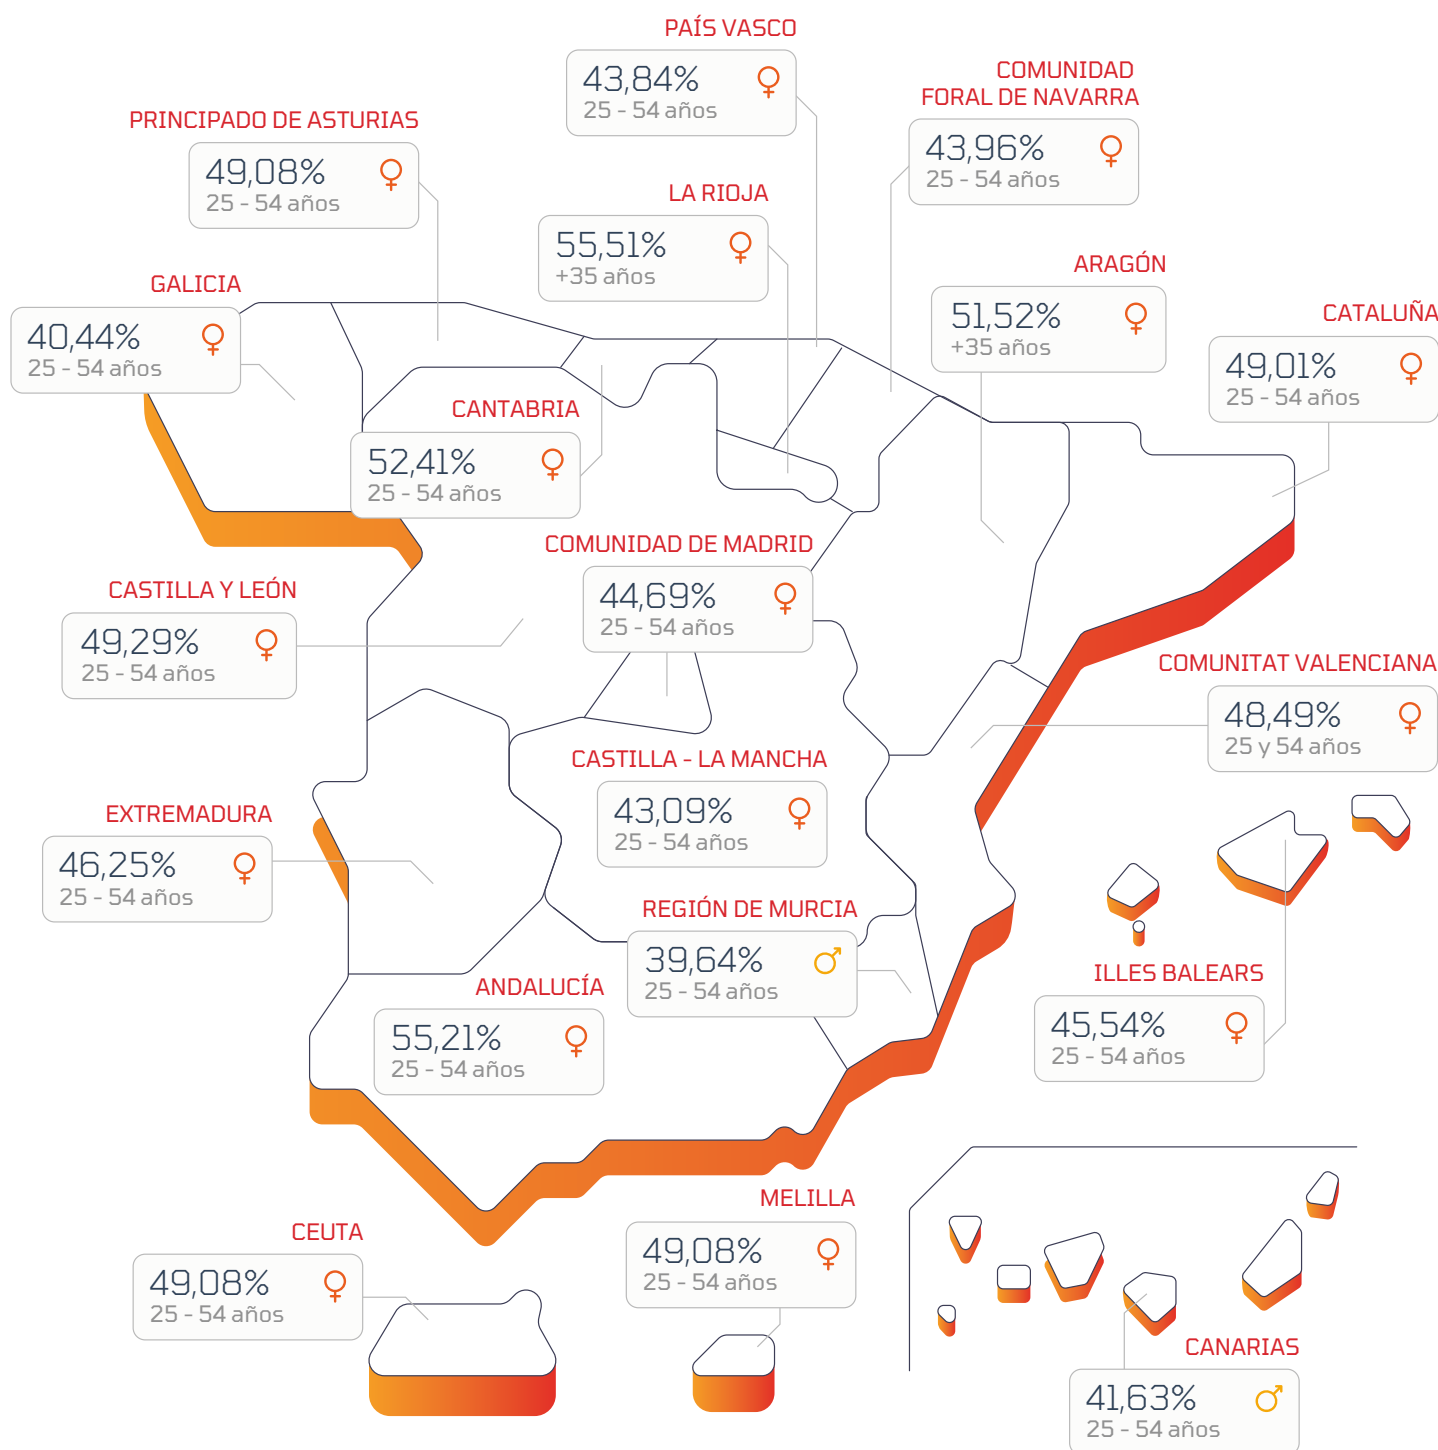 PAÍS VASCO
43,84%
25 - 54 años
COMUNIDAD
FORAL DE NAVARRA
43,96%
25 - 54 años
PRINCIPADO DE ASTURIAS
49,08%
25 - 54 años
LA RIOJA
55,51%
+35 años
ARAGÓN
51,52%
+35 años
GALICIA
40,44%
25 - 54 años
CATALUÑA
49,01%
25 - 54 años
CANTABRIA
52,41%
25 - 54 años
COMUNIDAD DE MADRID
44,69%
25 - 54 años
CASTILLA Y LEÓN
49,29%
25 - 54 años
COMUNITAT VALENCIANA
48,49%
25 y 54 años
CASTILLA - LA MANCHA
43,09%
25 - 54 años
EXTREMADURA
46,25%
25 - 54 años
REGIÓN DE MURCIA
39,64%
25 - 54 años
ILLES BALEARS
45,54%
25 - 54 años
ANDALUCÍA
55,21%
25 - 54 años
MELILLA
49,08%
25 - 54 años
CEUTA
49,08%
25 - 54 años
CANARIAS
41,63%
25 - 54 años